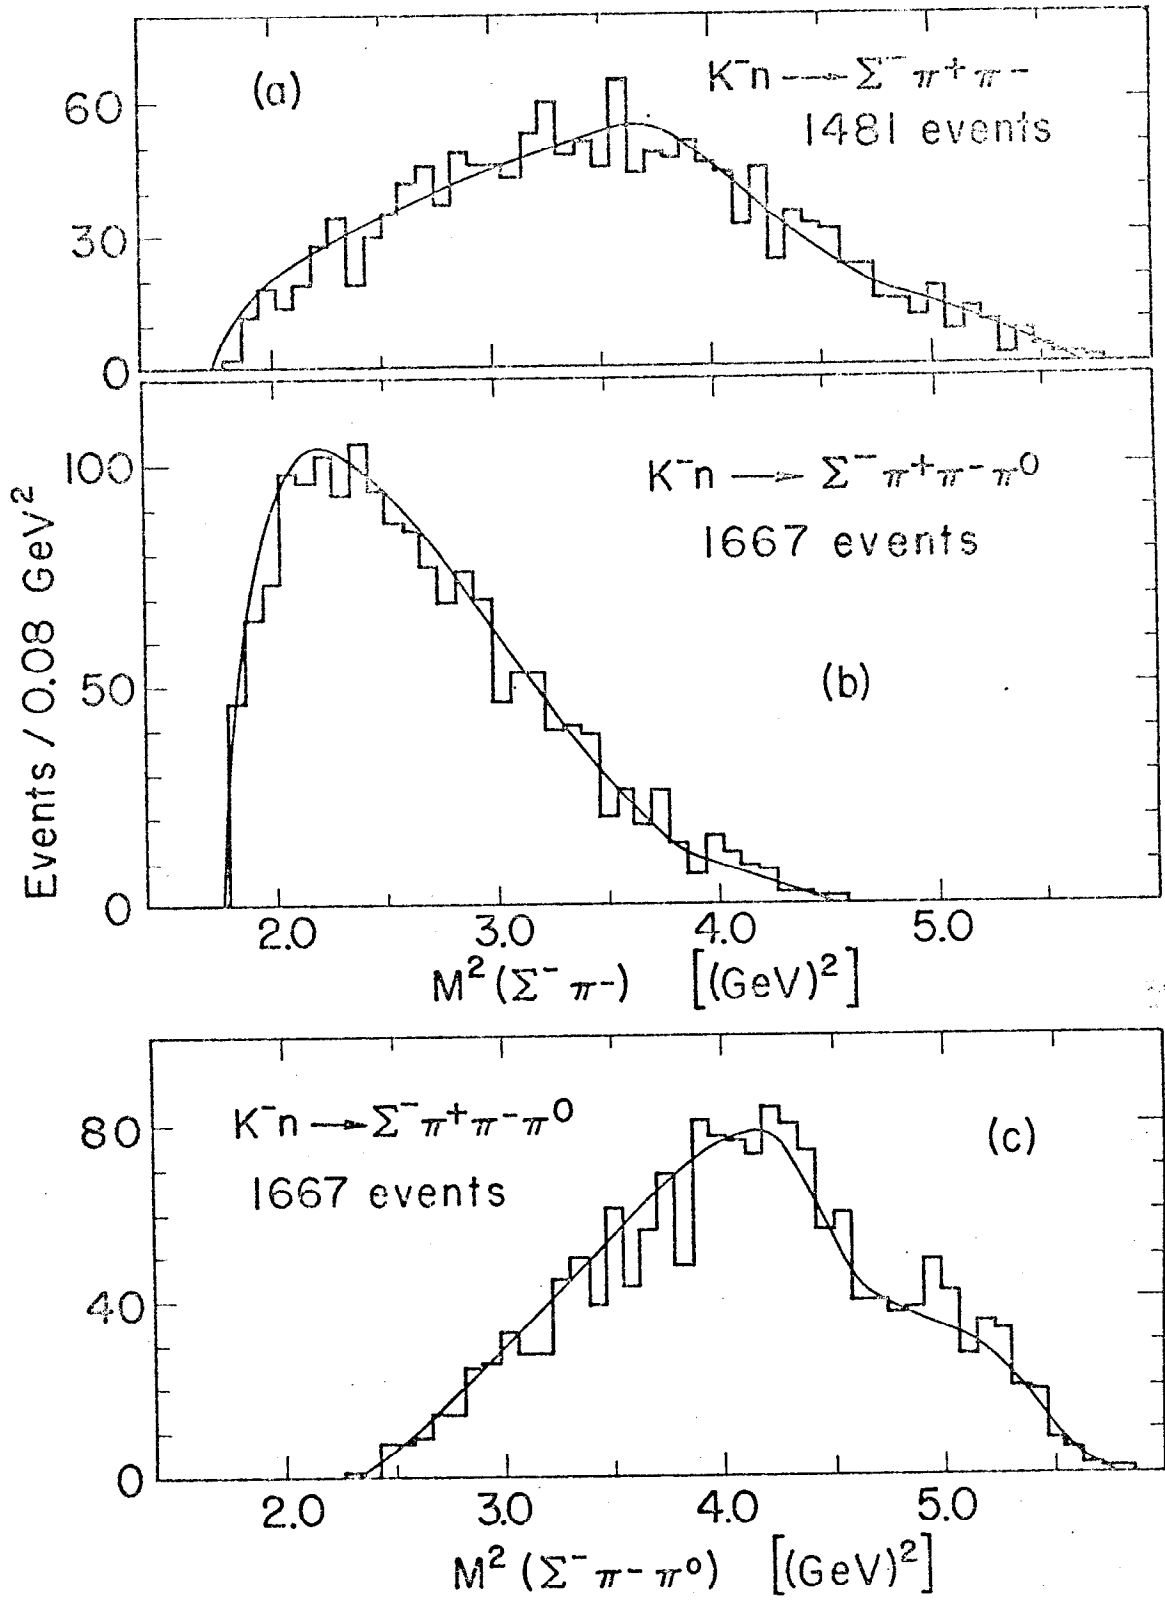 (a)
K⁻n ⟶ Σ⁻ π⁺ π⁻
1481 events
60
30
0
K⁻n ⟶ Σ⁻ π⁺ π⁻ π⁰
1667 events
(b)
100
50
0
Events / 0.08 GeV²
2.0 3.0 4.0 5.0
M² (Σ⁻ π⁻) [(GeV)²]
K⁻n ⟶ Σ⁻ π⁺ π⁻ π⁰
1667 events
(c)
80
40
0
2.0 3.0 4.0 5.0
M² (Σ⁻ π⁻ π⁰) [(GeV)²]